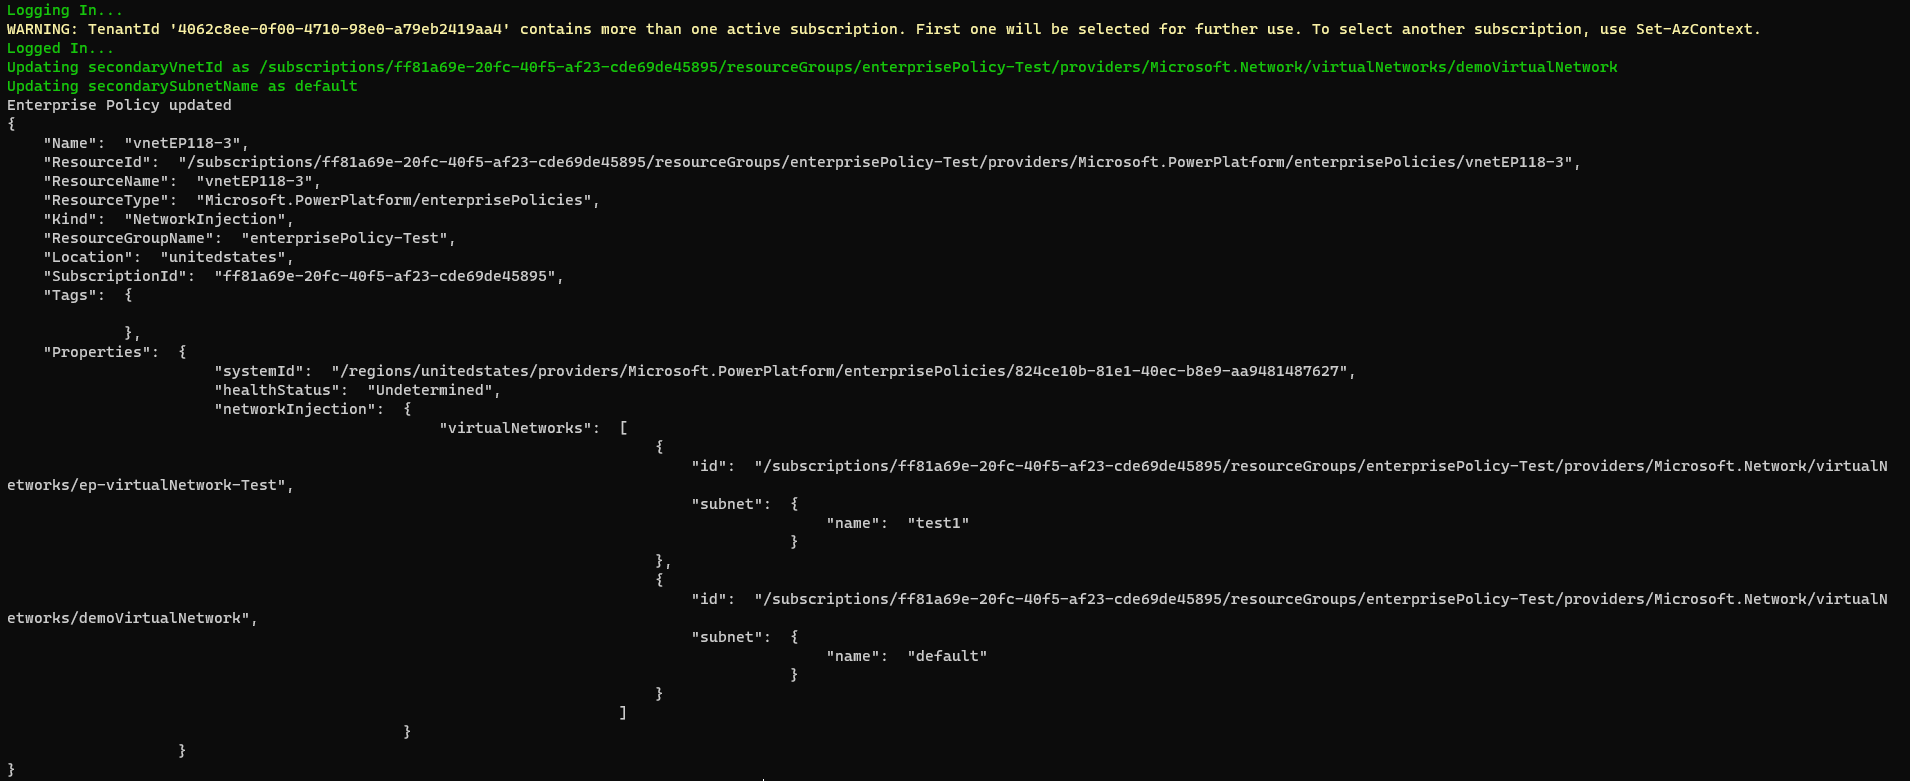 Logging In...
WARNING: TenantId '4062c8ee-0f00-4710-98e0-a79eb2419aa4' contains more than one active subscription. First one will be selected for further use. To select another subscription, use Set-AzContext.
Logged In...
Updating secondaryVnetId as /subscriptions/ff81a69e-20fc-40f5-af23-cde69de45895/resourceGroups/enterprisePolicy-Test/providers/Microsoft.Network/virtualNetworks/demoVirtualNetwork
Updating secondarySubnetName as default
Enterprise Policy updated
{
    "Name":  "vnetEP118-3",
    "ResourceId":  "/subscriptions/ff81a69e-20fc-40f5-af23-cde69de45895/resourceGroups/enterprisePolicy-Test/providers/Microsoft.PowerPlatform/enterprisePolicies/vnetEP118-3",
    "ResourceName":  "vnetEP118-3",
    "ResourceType":  "Microsoft.PowerPlatform/enterprisePolicies",
    "Kind":  "NetworkInjection",
    "ResourceGroupName":  "enterprisePolicy-Test",
    "Location":  "unitedstates",
    "SubscriptionId":  "ff81a69e-20fc-40f5-af23-cde69de45895",
    "Tags":  {
             },
    "Properties":  {
                       "systemId":  "/regions/unitedstates/providers/Microsoft.PowerPlatform/enterprisePolicies/824ce10b-81e1-40ec-b8e9-aa9481487627",
                       "healthStatus":  "Undetermined",
                       "networkInjection":  {
                                                "virtualNetworks":  [
                                                                        {
                                                                            "id":  "/subscriptions/ff81a69e-20fc-40f5-af23-cde69de45895/resourceGroups/enterprisePolicy-Test/providers/Microsoft.Network/virtualN
etworks/ep-virtualNetwork-Test",
                                                                            "subnet":  {
                                                                                           "name":  "test1"
                                                                                       }
                                                                        },
                                                                        {
                                                                            "id":  "/subscriptions/ff81a69e-20fc-40f5-af23-cde69de45895/resourceGroups/enterprisePolicy-Test/providers/Microsoft.Network/virtualN
etworks/demoVirtualNetwork",
                                                                            "subnet":  {
                                                                                           "name":  "default"
                                                                                       }
                                                                        }
                                                                    ]
                                            }
                   }
}